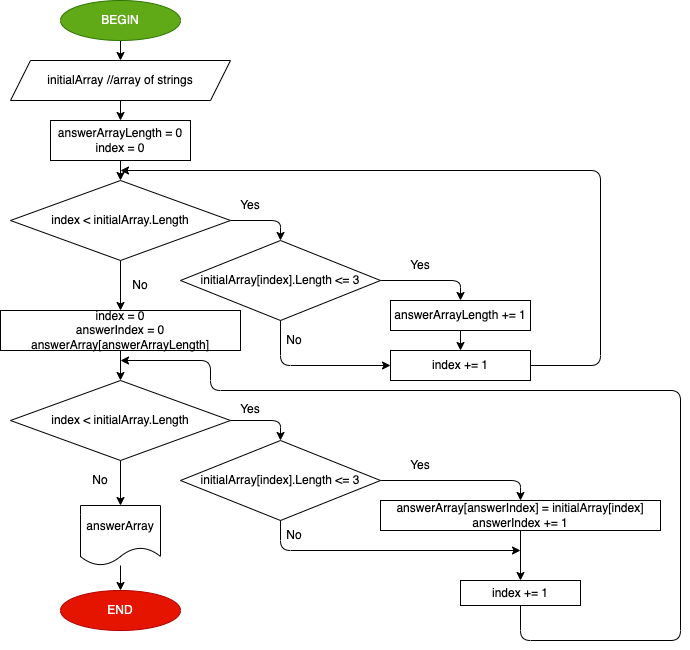 BEGIN
initialArray //array of strings
answerArrayLength = 0
index = 0
index < initialArray.Length
Yes
initialArray[index].Length <= 3
Yes
No
answerArrayLength += 1
No
index += 1
index = 0
answerIndex = 0
answerArray[answerArrayLength]
index < initialArray.Length
Yes
initialArray[index].Length <= 3
Yes
No
answerArray[answerIndex] = initialArray[index]
answerIndex += 1
answerArray
No
index += 1
END